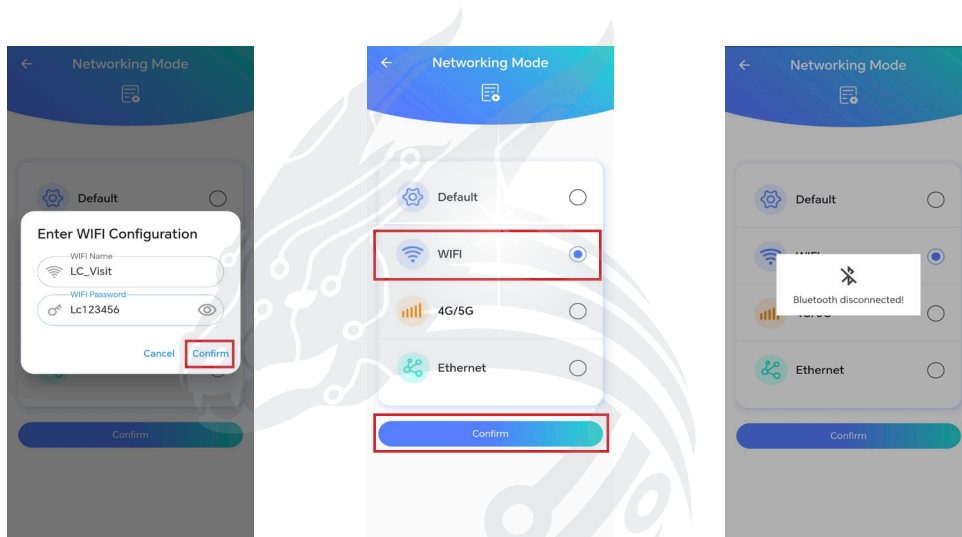 Networking Mode
Default
Enter WIFI Configuration
WIFI Name
LC_Visit
WIFI Password
Lc123456
Cancel Confirm
Confirm
Networking Mode
Default
WIFI
4G/5G
Ethernet
Confirm
Networking Mode
Default
Bluetooth disconnected!
Ethernet
Confirm